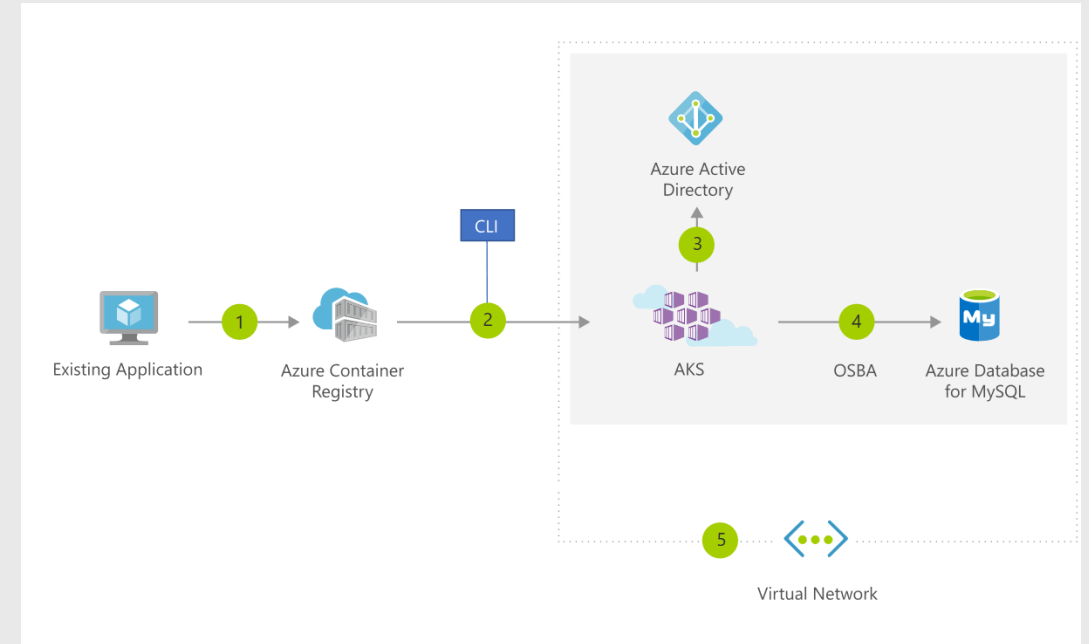 Azure Active
Directory
CLI
3
1
2
4
My
Existing Application
Azure Container
Registry
AKS
OSBA
Azure Database
for MySQL
5
Virtual Network